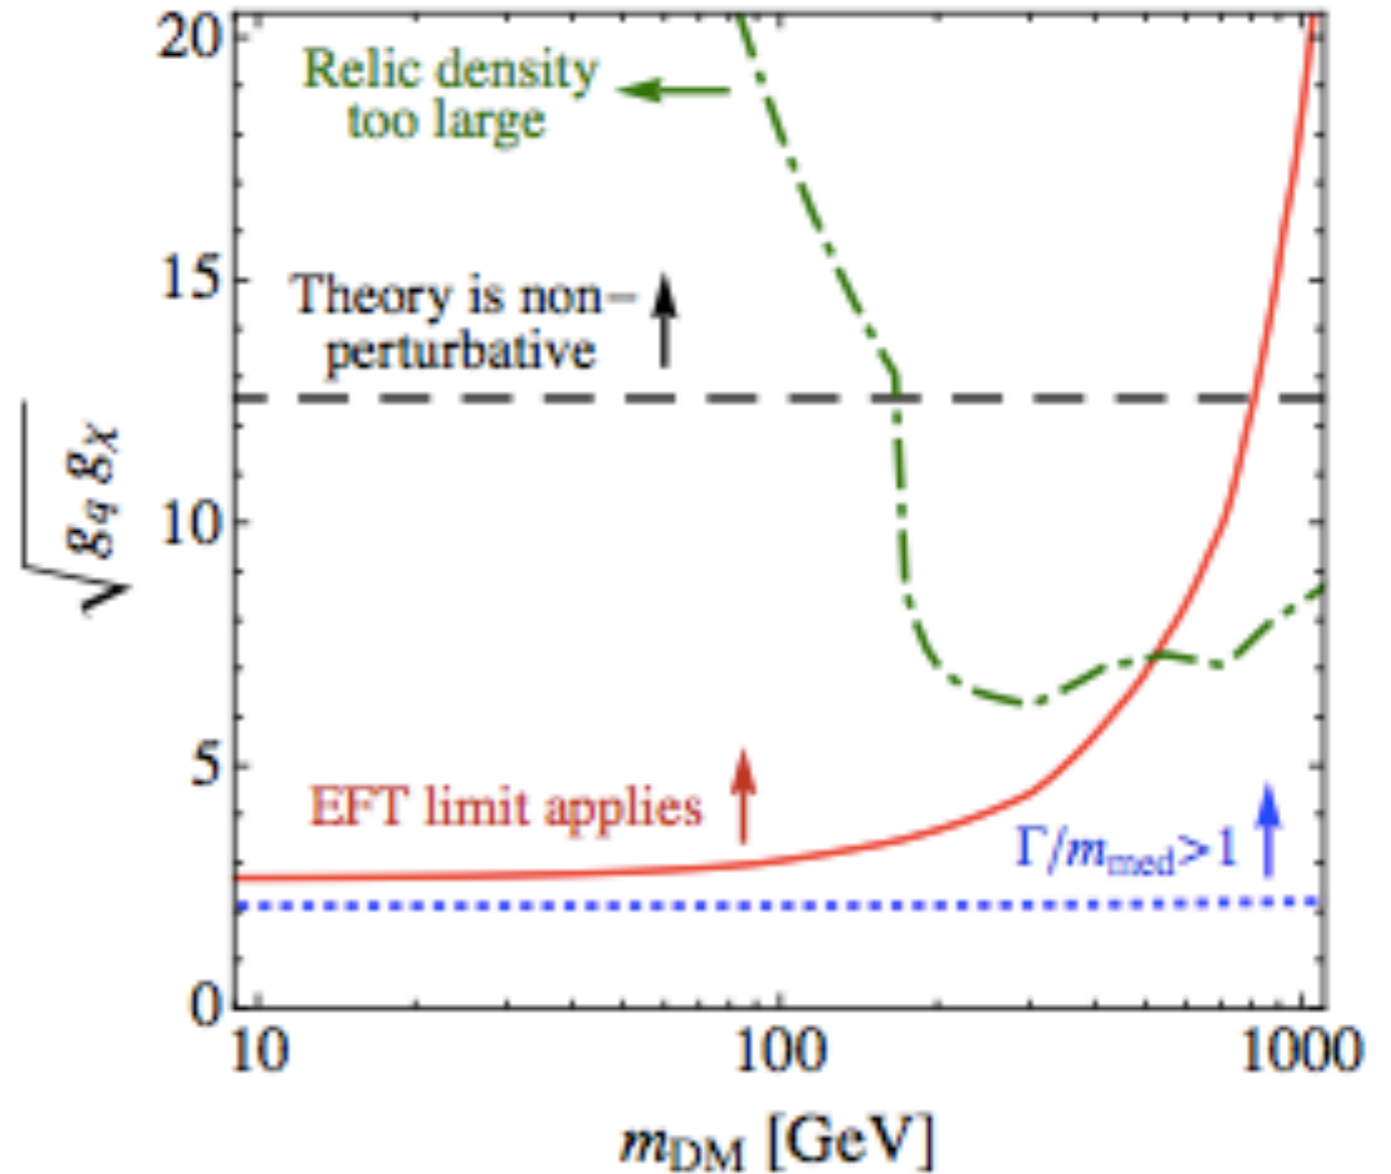 20
Relic density
too large
15
Theory is non-
perturbative
√g_q g_χ
10
5
EFT limit applies
Γ/m_med>1
0
10
100
1000
m_DM [GeV]